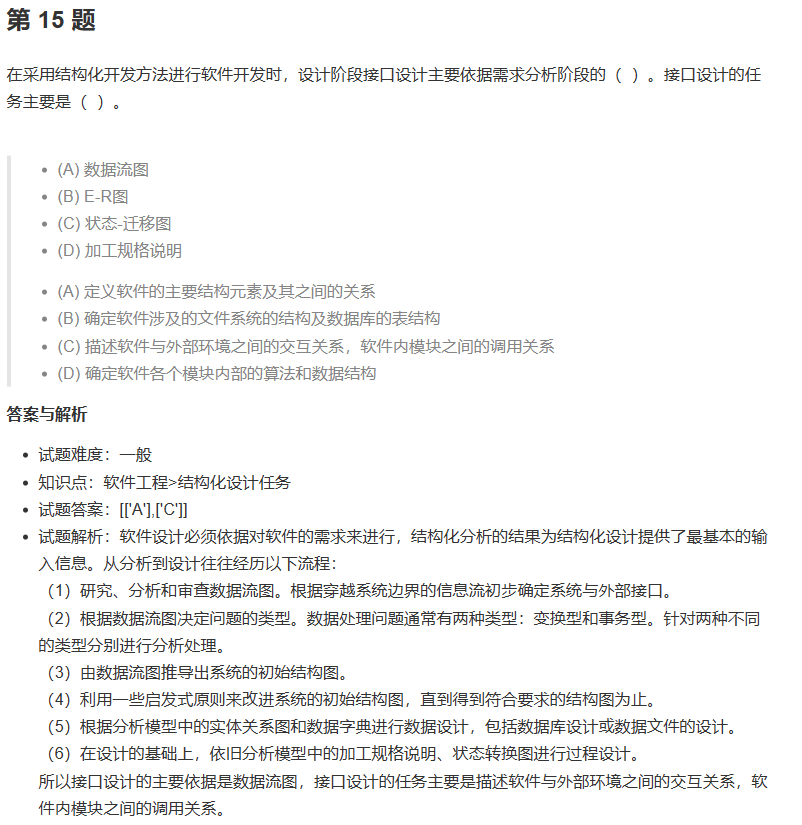 第 15 题
在采用结构化开发方法进行软件开发时，设计阶段接口设计主要依据需求分析阶段的（ ）。接口设计的任
务主要是（ ）。
(A) 数据流图
(B) E-R图
(C) 状态-迁移图
(D) 加工规格说明
(A) 定义软件的主要结构元素及其之间的关系
(B) 确定软件涉及的文件系统的结构及数据库的表结构
(C) 描述软件与外部环境之间的交互关系，软件内模块之间的调用关系
(D) 确定软件各个模块内部的算法和数据结构
答案与解析
试题难度：一般
知识点：软件工程>结构化设计任务
试题答案：[['A'],['C']]
试题解析：软件设计必须依据对软件的需求来进行，结构化分析的结果为结构化设计提供了最基本的输
入信息。从分析到设计往往经历以下流程：
（1）研究、分析和审查数据流图。根据穿越系统边界的信息流初步确定系统与外部接口。
（2）根据数据流图决定问题的类型。数据处理问题通常有两种类型：变换型和事务型。针对两种不同
的类型分别进行分析处理。
（3）由数据流图推导出系统的初始结构图。
（4）利用一些启发式原则来改进系统的初始结构图，直到得到符合要求的结构图为止。
（5）根据分析模型中的实体关系图和数据字典进行数据设计，包括数据库设计或数据文件的设计。
（6）在设计的基础上，依旧分析模型中的加工规格说明、状态转换图进行过程设计。
所以接口设计的主要依据是数据流图，接口设计的任务主要是描述软件与外部环境之间的交互关系，软
件内模块之间的调用关系。